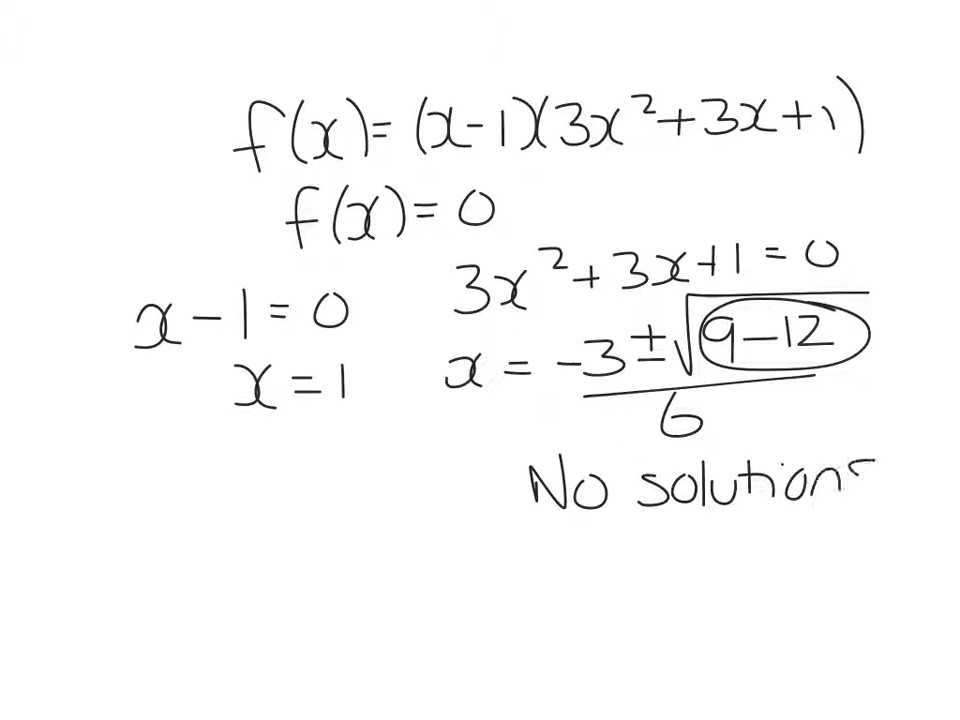 f(x) = (x-1)(3x²+3x+1)
f(x) = 0
x - 1 = 0
x = 1
3x² + 3x + 1 = 0
x = -3 ± √9-12
6
No solutions